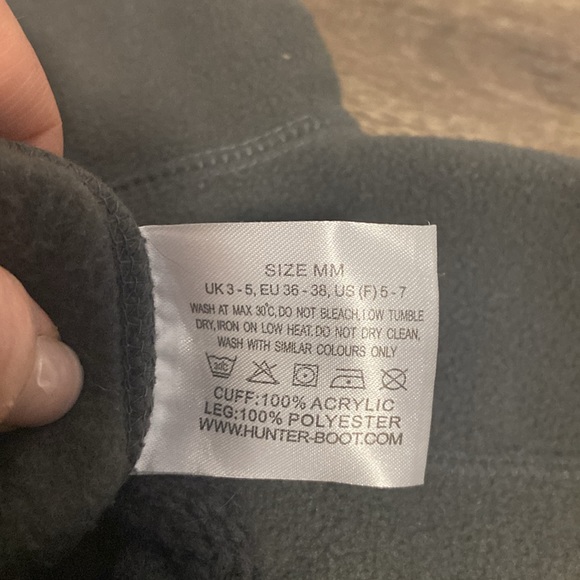 SIZE MM
UK 3 - 5, EU 36 - 38, US (F) 5 - 7
WASH AT MAX 30°C, DO NOT BLEACH, LOW TUMBLE
DRY, IRON ON LOW HEAT. DO NOT DRY CLEAN,
WASH WITH SIMILAR COLOURS ONLY
30°C
CUFF:100% ACRYLIC
LEG:100% POLYESTER
WWW.HUNTER-BOOT.COM